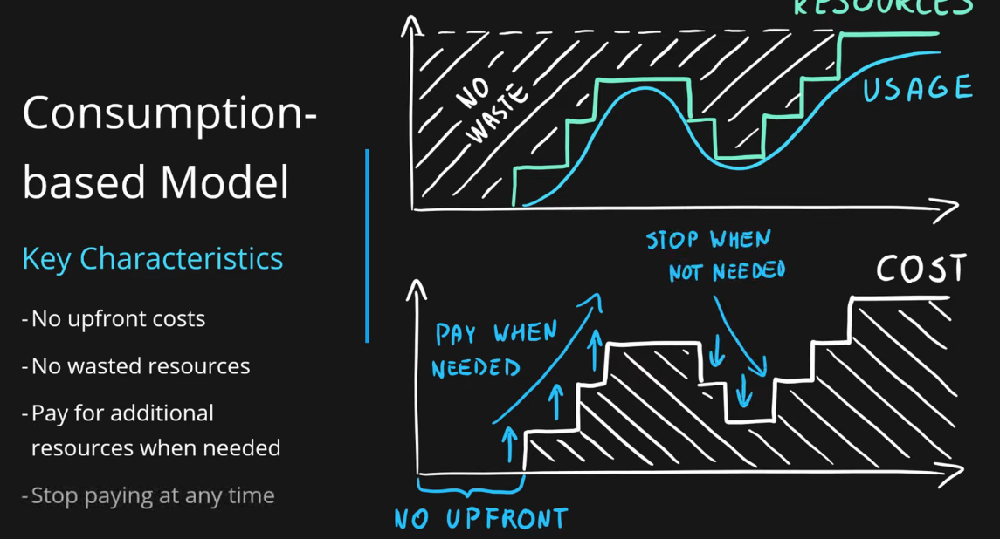 Consumption-
based Model
Key Characteristics
- No upfront costs
- No wasted resources
- Pay for additional
resources when needed
- Stop paying at any time
RESOURCES
NO
WASTE
USAGE
STOP WHEN
NOT NEEDED
COST
PAY WHEN
NEEDED
NO UPFRONT